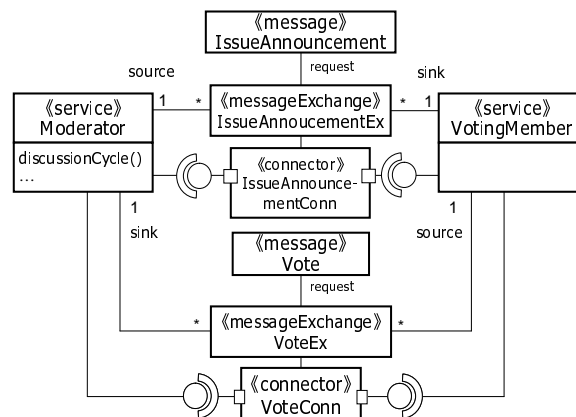 《message》
IssueAnnouncement
source
request
sink
《service》
Moderator
1
*
《messageExchange》
IssueAnnoucementEx
*
1
《service》
VotingMember
discussionCycle()
...
《connector》
IssueAnnounce-
mentConn
1
sink
1
source
《message》
Vote
request
*
《messageExchange》
VoteEx
*
《connector》
VoteConn